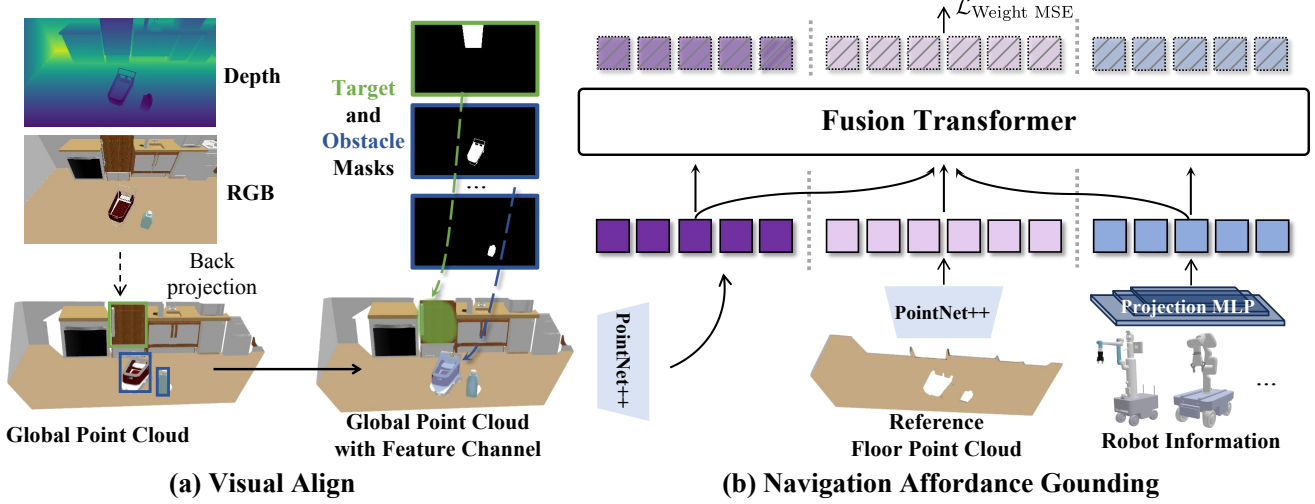 Depth
RGB
Back
projection
Target
and
Obstacle
Masks
...
Global Point Cloud
Global Point Cloud
with Feature Channel
(a) Visual Align
ℒWeight MSE
Fusion Transformer
PointNet++
PointNet++
Projection MLP
...
Reference
Floor Point Cloud
Robot Information
(b) Navigation Affordance Gounding